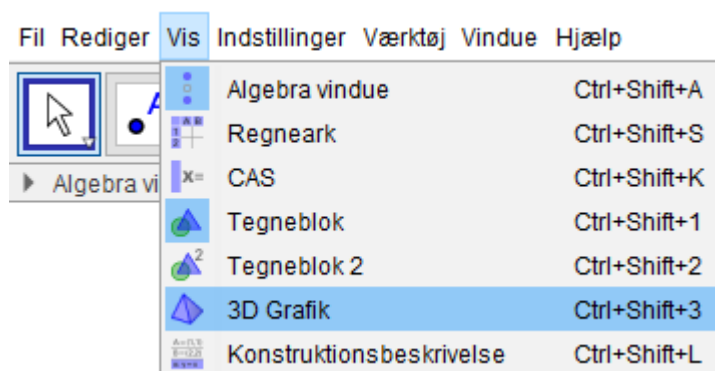 Fil Rediger Vis Indstillinger Værktøj Vindue Hjælp
A
Algebra vi
Algebra vindue Ctrl+Shift+A
Regneark Ctrl+Shift+S
x= CAS Ctrl+Shift+K
Tegneblok Ctrl+Shift+1
2 Tegneblok 2 Ctrl+Shift+2
3D Grafik Ctrl+Shift+3
Konstruktionsbeskrivelse Ctrl+Shift+L